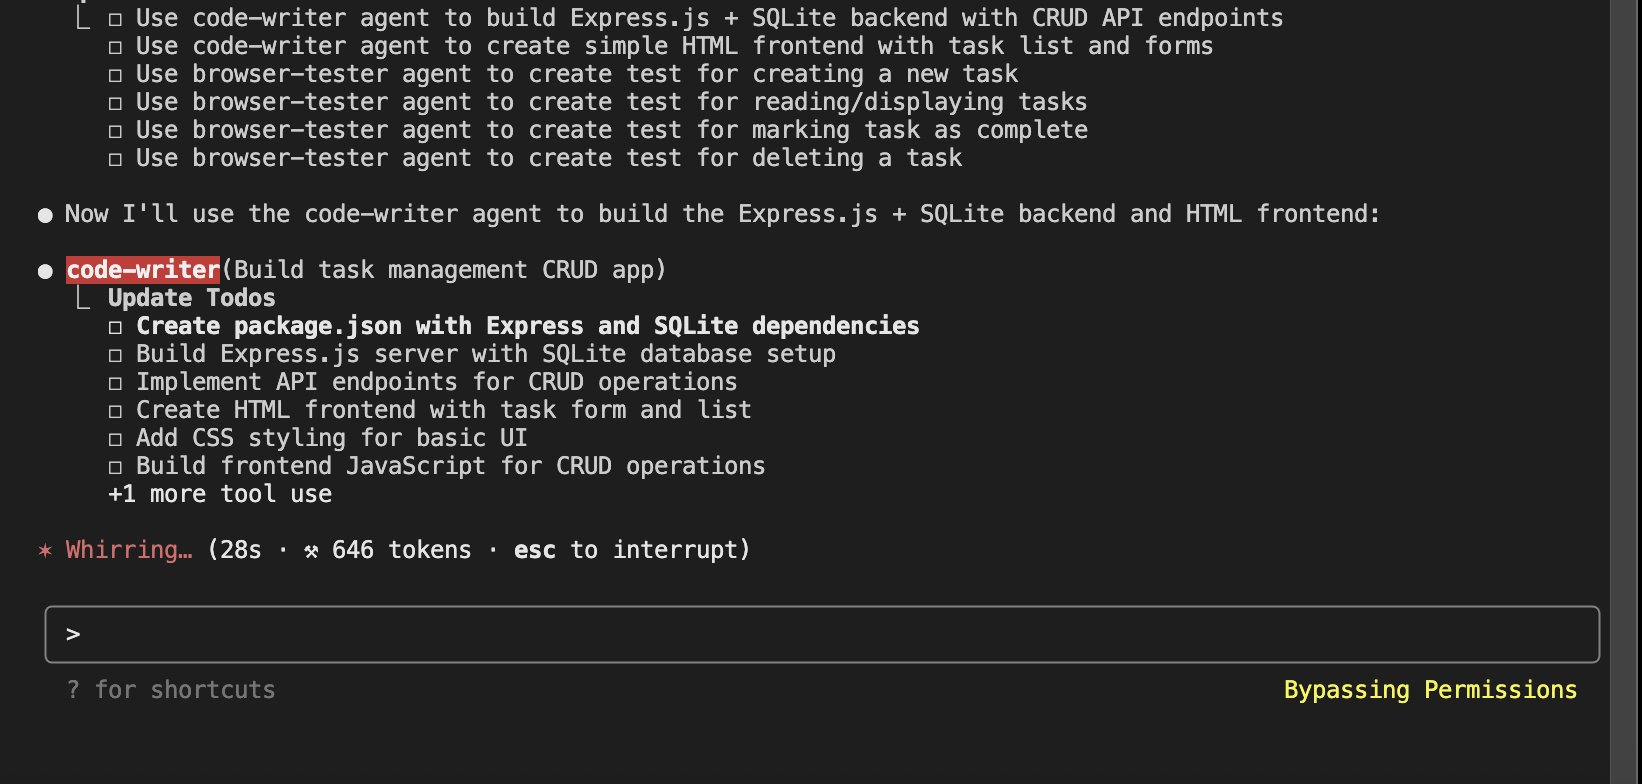 ☐ Use code-writer agent to build Express.js + SQLite backend with CRUD API endpoints
☐ Use code-writer agent to create simple HTML frontend with task list and forms
☐ Use browser-tester agent to create test for creating a new task
☐ Use browser-tester agent to create test for reading/displaying tasks
☐ Use browser-tester agent to create test for marking task as complete
☐ Use browser-tester agent to create test for deleting a task
● Now I'll use the code-writer agent to build the Express.js + SQLite backend and HTML frontend:
● code-writer(Build task management CRUD app)
Update Todos
☐ Create package.json with Express and SQLite dependencies
☐ Build Express.js server with SQLite database setup
☐ Implement API endpoints for CRUD operations
☐ Create HTML frontend with task form and list
☐ Add CSS styling for basic UI
☐ Build frontend JavaScript for CRUD operations
+1 more tool use
✶ Whirring… (28s · ⚒ 646 tokens · esc to interrupt)
>
? for shortcuts Bypassing Permissions